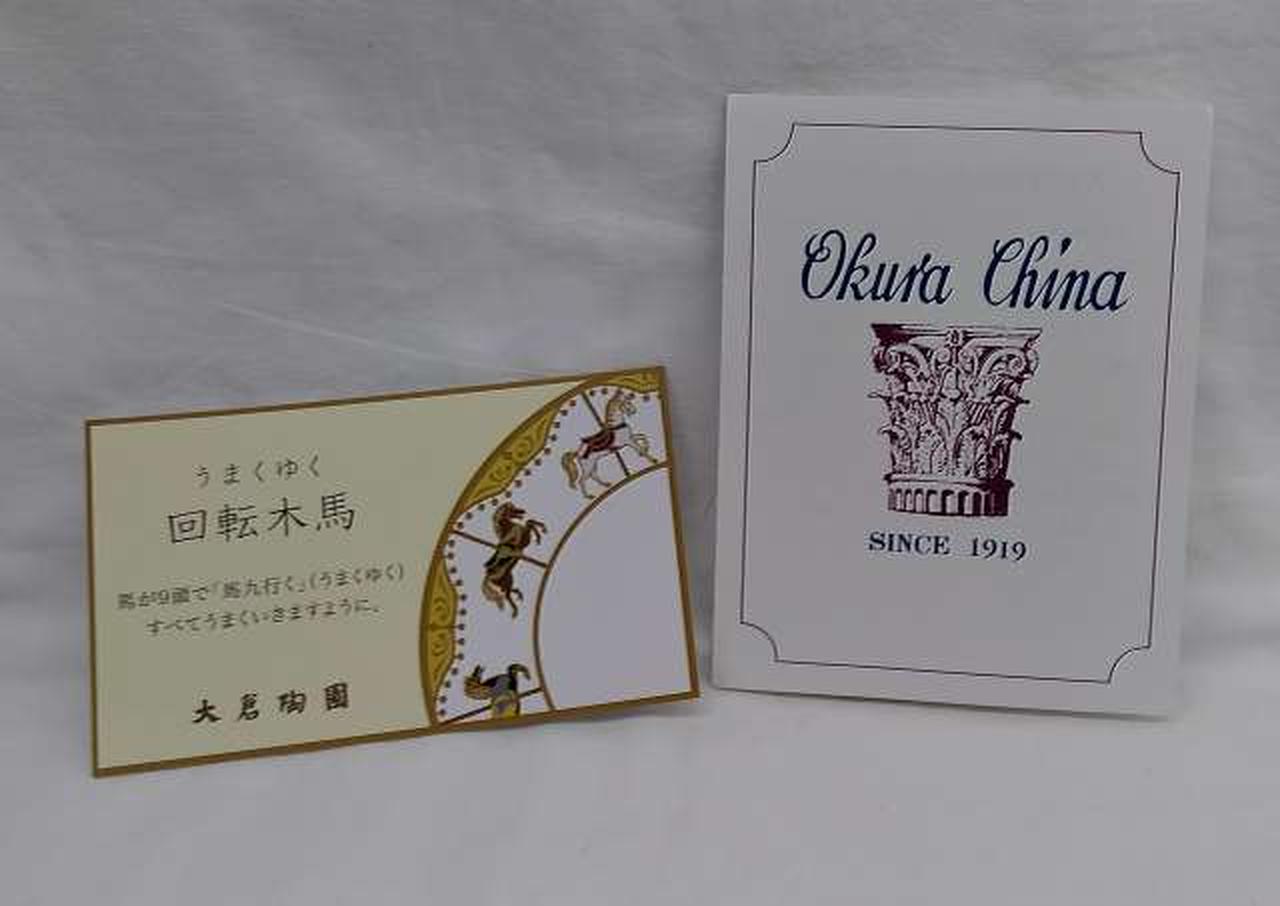 うまくゆく
回転木馬
馬が9頭で「馬九行く」(うまくゆく)
すべてうまくいきますように。
大倉陶園
Okura China
SINCE 1919